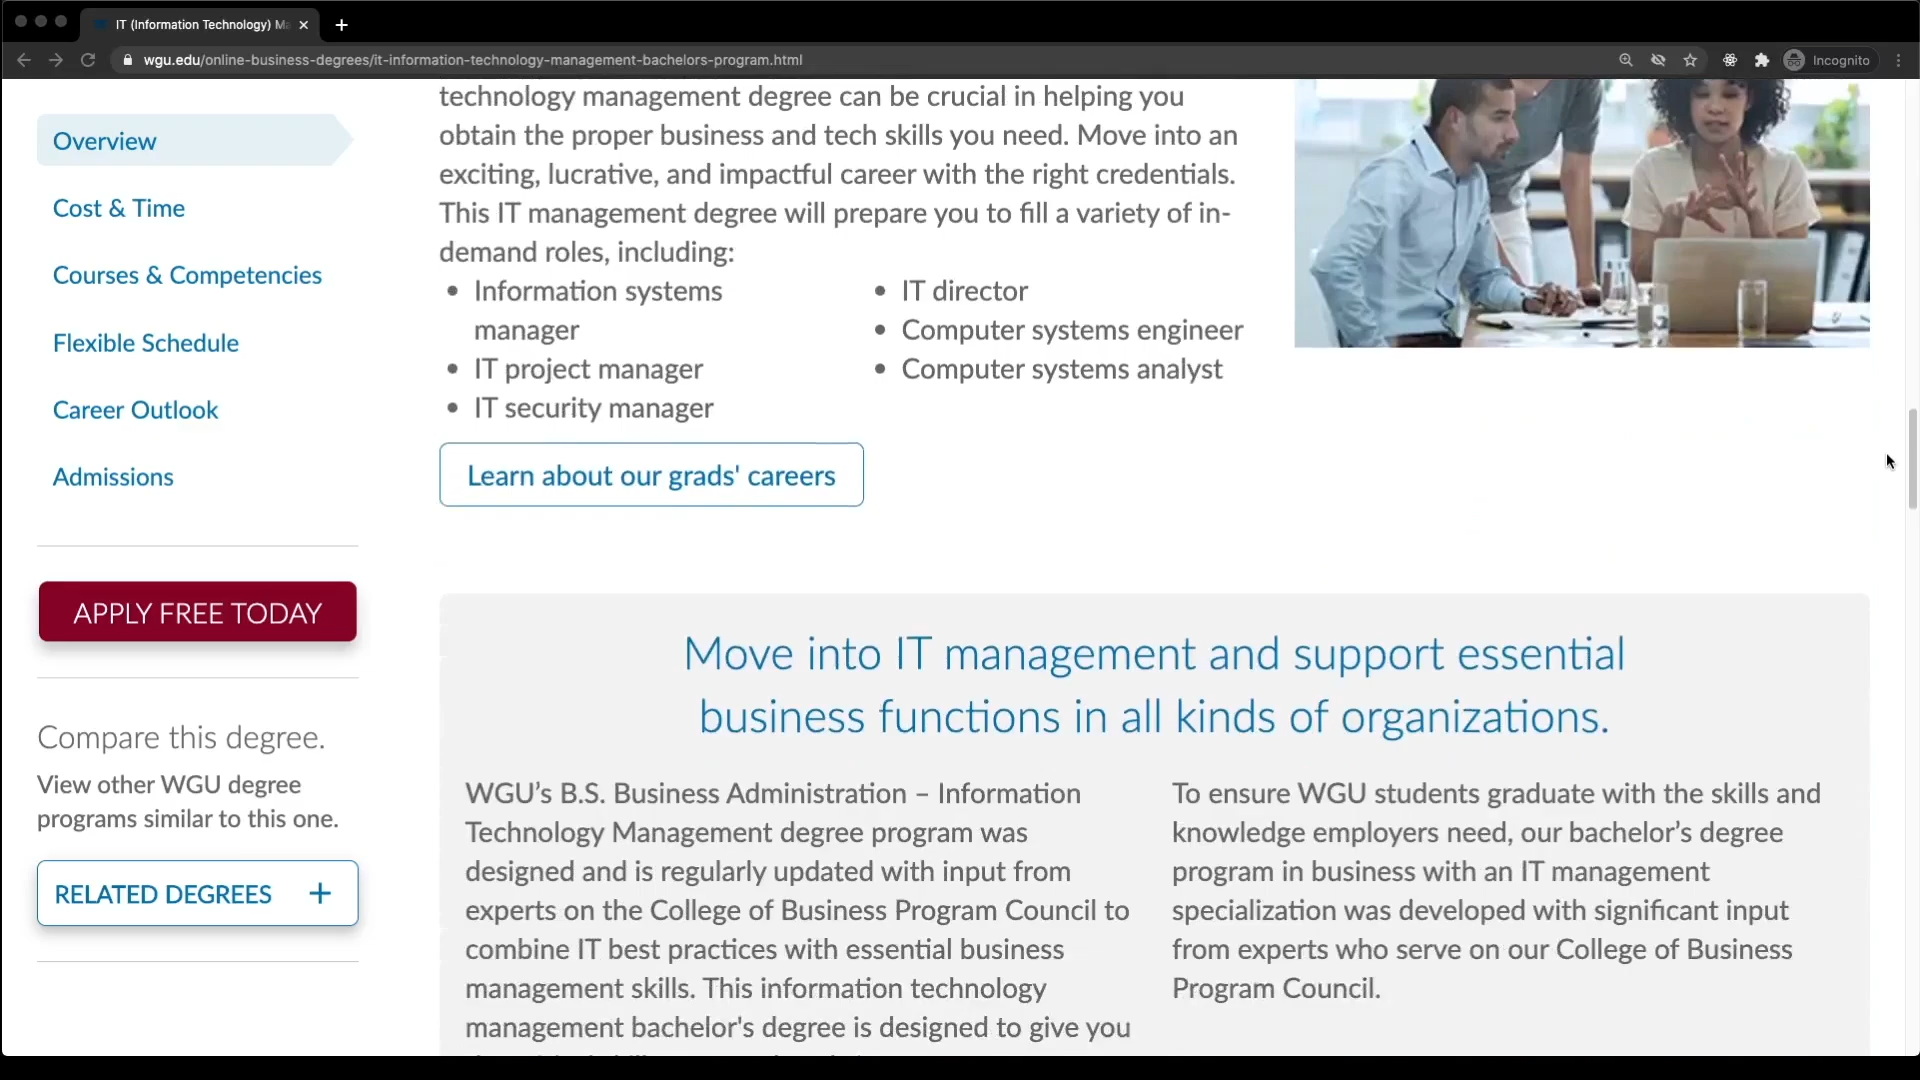 IT (Information Technology) Ma
wgu.edu/online-business-degrees/it-information-technology-management-bachelors-program.html
Incognito
Overview
Cost & Time
Courses & Competencies
Flexible Schedule
Career Outlook
Admissions
APPLY FREE TODAY
Compare this degree.
View other WGU degree
programs similar to this one.
RELATED DEGREES +
technology management degree can be crucial in helping you
obtain the proper business and tech skills you need. Move into an
exciting, lucrative, and impactful career with the right credentials.
This IT management degree will prepare you to fill a variety of in-
demand roles, including:
• Information systems
manager
• IT project manager
• IT security manager
• IT director
• Computer systems engineer
• Computer systems analyst
Learn about our grads' careers
Move into IT management and support essential
business functions in all kinds of organizations.
WGU’s B.S. Business Administration – Information
Technology Management degree program was
designed and is regularly updated with input from
experts on the College of Business Program Council to
combine IT best practices with essential business
management skills. This information technology
management bachelor's degree is designed to give you
To ensure WGU students graduate with the skills and
knowledge employers need, our bachelor’s degree
program in business with an IT management
specialization was developed with significant input
from experts who serve on our College of Business
Program Council.